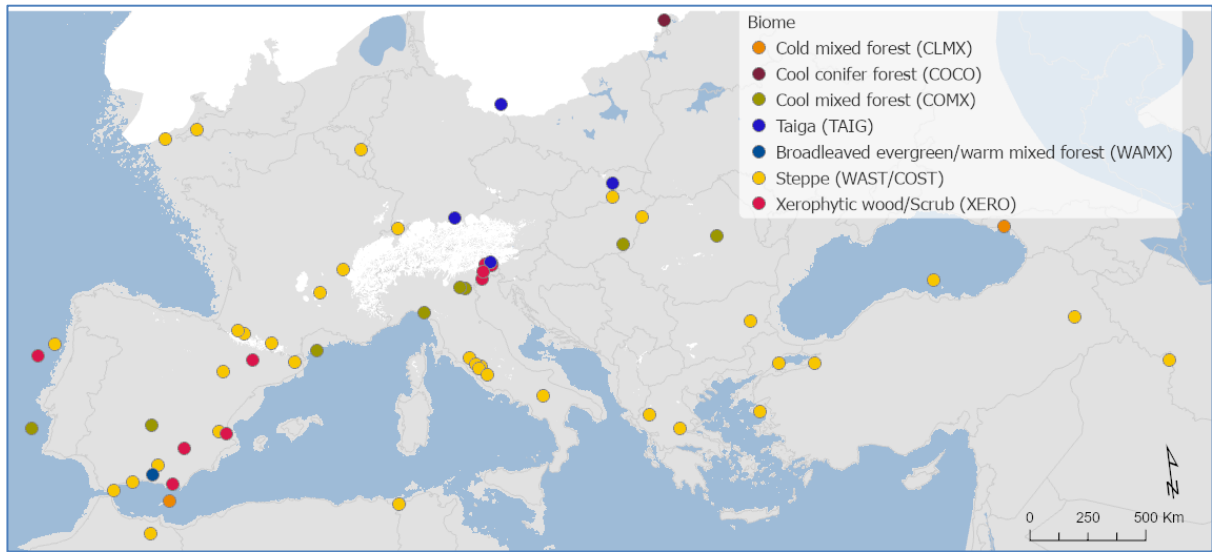 Biome
Cold mixed forest (CLMX)
Cool conifer forest (COCO)
Cool mixed forest (COMX)
Taiga (TAIG)
Broadleaved evergreen/warm mixed forest (WAMX)
Steppe (WAST/COST)
Xerophytic wood/Scrub (XERO)
N
0 250 500 Km